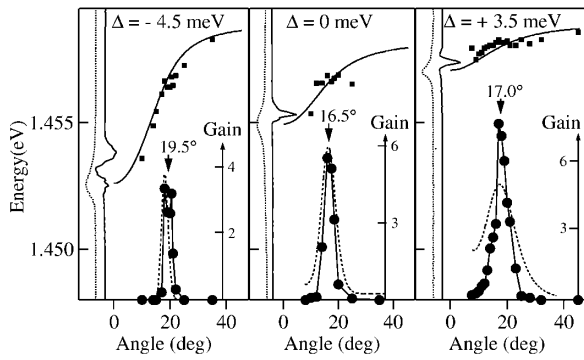 Δ = - 4.5 meV
Δ = 0 meV
Δ = + 3.5 meV
Energy(eV)
1.455
1.450
19.5°
Gain
4
2
16.5°
Gain
6
3
17.0°
Gain
6
3
0 20 40
0 20 40
0 20 40
Angle (deg)
Angle (deg)
Angle (deg)